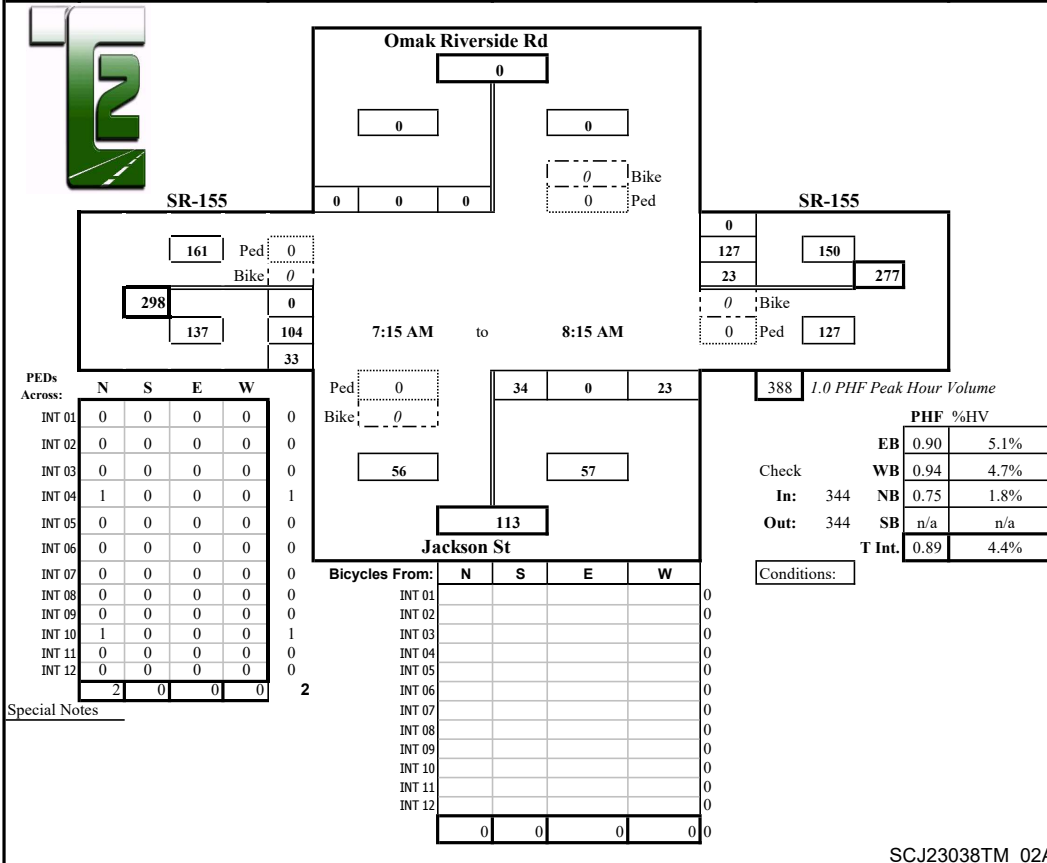 T2
Omak Riverside Rd
0
0 0
0 Bike
SR-155 0 0 0 0 Ped SR-155
0
161 Ped 0 127 150
Bike 0 23 277
298 0 0 Bike
137 104 7:15 AM to 8:15 AM 0 Ped 127
33
PEDs Across: N S E W Ped 0 34 0 23 388 1.0 PHF Peak Hour Volume
INT 01 0 0 0 0 0 Bike 0 PHF %HV
INT 02 0 0 0 0 0 EB 0.90 5.1%
INT 03 0 0 0 0 0 56 57 Check WB 0.94 4.7%
INT 04 1 0 0 0 1 In: 344 NB 0.75 1.8%
INT 05 0 0 0 0 0 113 Out: 344 SB n/a n/a
INT 06 0 0 0 0 0 Jackson St T Int. 0.89 4.4%
INT 07 0 0 0 0 0 Bicycles From: N S E W Conditions:
INT 08 0 0 0 0 0 INT 01 0
INT 09 0 0 0 0 0 INT 02 0
INT 10 1 0 0 0 1 INT 03 0
INT 11 0 0 0 0 0 INT 04 0
INT 12 0 0 0 0 0 INT 05 0
2 0 0 0 2 INT 06 0
Special Notes INT 07 0
INT 08 0
INT 09 0
INT 10 0
INT 11 0
INT 12 0
0 0 0 0 0
SCJ23038TM_02A